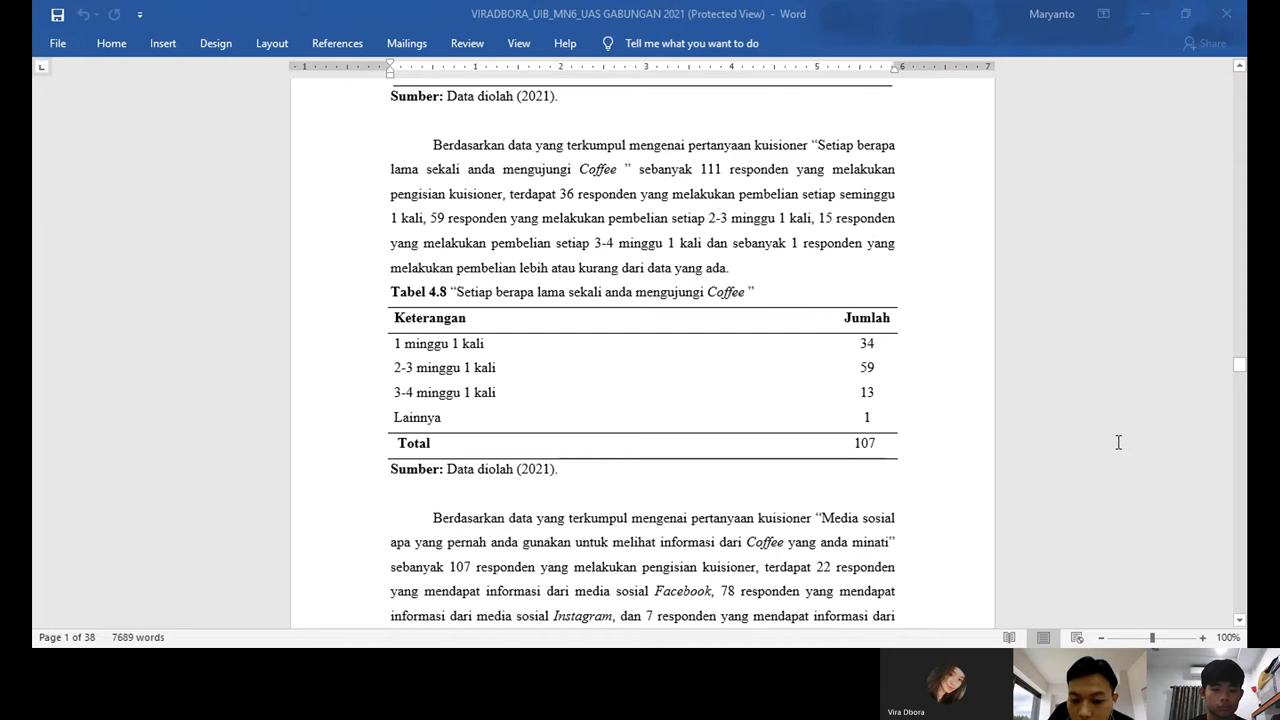 VIRADBORA_UIB_MN6_UAS GABUNGAN 2021 (Protected View) - Word
Maryanto
File Home Insert Design Layout References Mailings Review View Help Tell me what you want to do Share
1 1 2 3 4 5 6 7
Sumber: Data diolah (2021).
Berdasarkan data yang terkumpul mengenai pertanyaan kuisioner “Setiap berapa
lama sekali anda mengujungi Coffee ” sebanyak 111 responden yang melakukan
pengisian kuisioner, terdapat 36 responden yang melakukan pembelian setiap seminggu
1 kali, 59 responden yang melakukan pembelian setiap 2-3 minggu 1 kali, 15 responden
yang melakukan pembelian setiap 3-4 minggu 1 kali dan sebanyak 1 responden yang
melakukan pembelian lebih atau kurang dari data yang ada.
Tabel 4.8 “Setiap berapa lama sekali anda mengujungi Coffee ”
Keterangan Jumlah
1 minggu 1 kali 34
2-3 minggu 1 kali 59
3-4 minggu 1 kali 13
Lainnya 1
Total 107
Sumber: Data diolah (2021).
Berdasarkan data yang terkumpul mengenai pertanyaan kuisioner “Media sosial
apa yang pernah anda gunakan untuk melihat informasi dari Coffee yang anda minati”
sebanyak 107 responden yang melakukan pengisian kuisioner, terdapat 22 responden
yang mendapat informasi dari media sosial Facebook, 78 responden yang mendapat
informasi dari media sosial Instagram, dan 7 responden yang mendapat informasi dari
Page 1 of 38 7689 words 100%
Vira Dbora